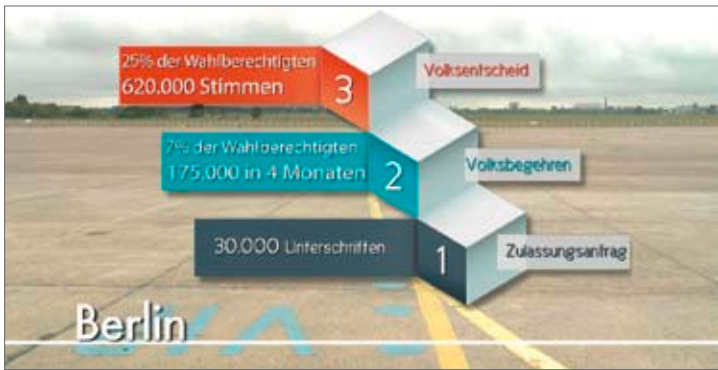 25% der Wahlberechtigten
620.000 Stimmen
3
Volksentscheid
7% der Wahlberechtigten
175.000 in 4 Monaten
2
Volksbegehren
30.000 Unterschriften
1
Zulassungsantrag
Berlin